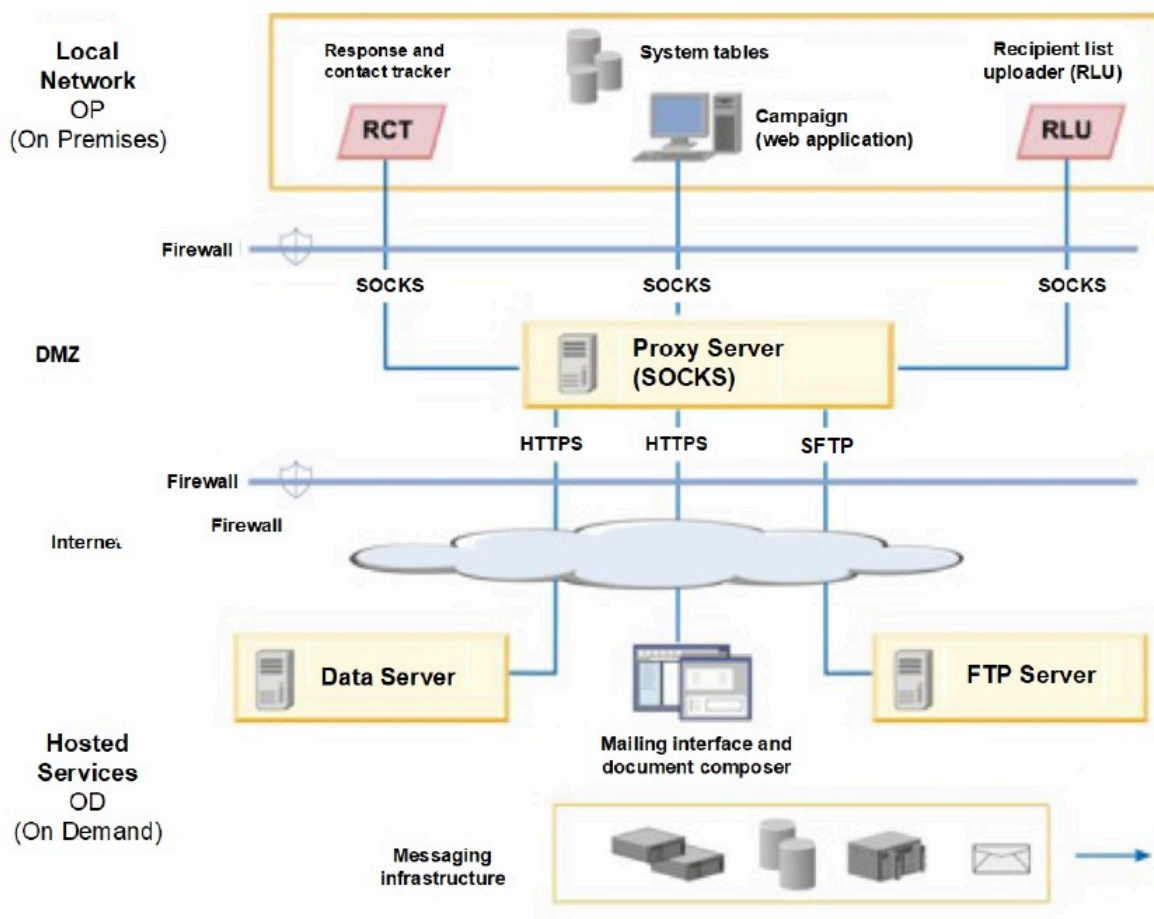 Local
Network
OP
(On Premises)
Response and
contact tracker
RCT
System tables
Campaign
(web application)
Recipient list
uploader (RLU)
RLU
Firewall
SOCKS
SOCKS
SOCKS
DMZ
Proxy Server
(SOCKS)
HTTPS
HTTPS
SFTP
Firewall
Firewall
Internet
Data Server
FTP Server
Mailing interface and
document composer
Hosted
Services
OD
(On Demand)
Messaging
infrastructure